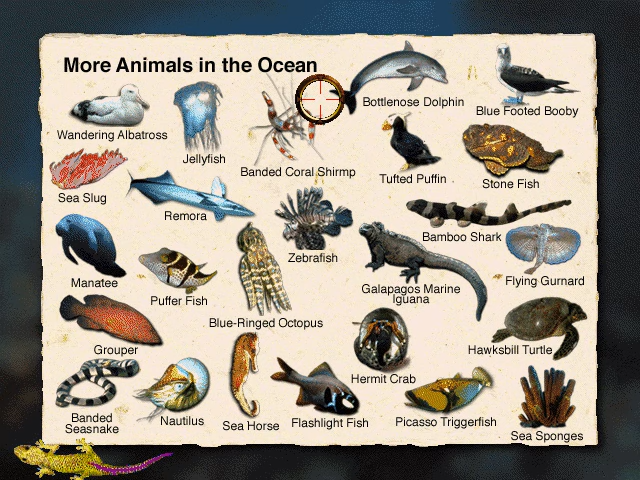 More Animals in the Ocean
Bottlenose Dolphin
Blue Footed Booby
Wandering Albatross
Jellyfish
Banded Coral Shirmp
Tufted Puffin
Stone Fish
Sea Slug
Remora
Zebrafish
Bamboo Shark
Flying Gurnard
Manatee
Puffer Fish
Galapagos Marine
Iguana
Blue-Ringed Octopus
Grouper
Hermit Crab
Hawksbill Turtle
Banded
Seasnake
Nautilus
Sea Horse
Flashlight Fish
Picasso Triggerfish
Sea Sponges